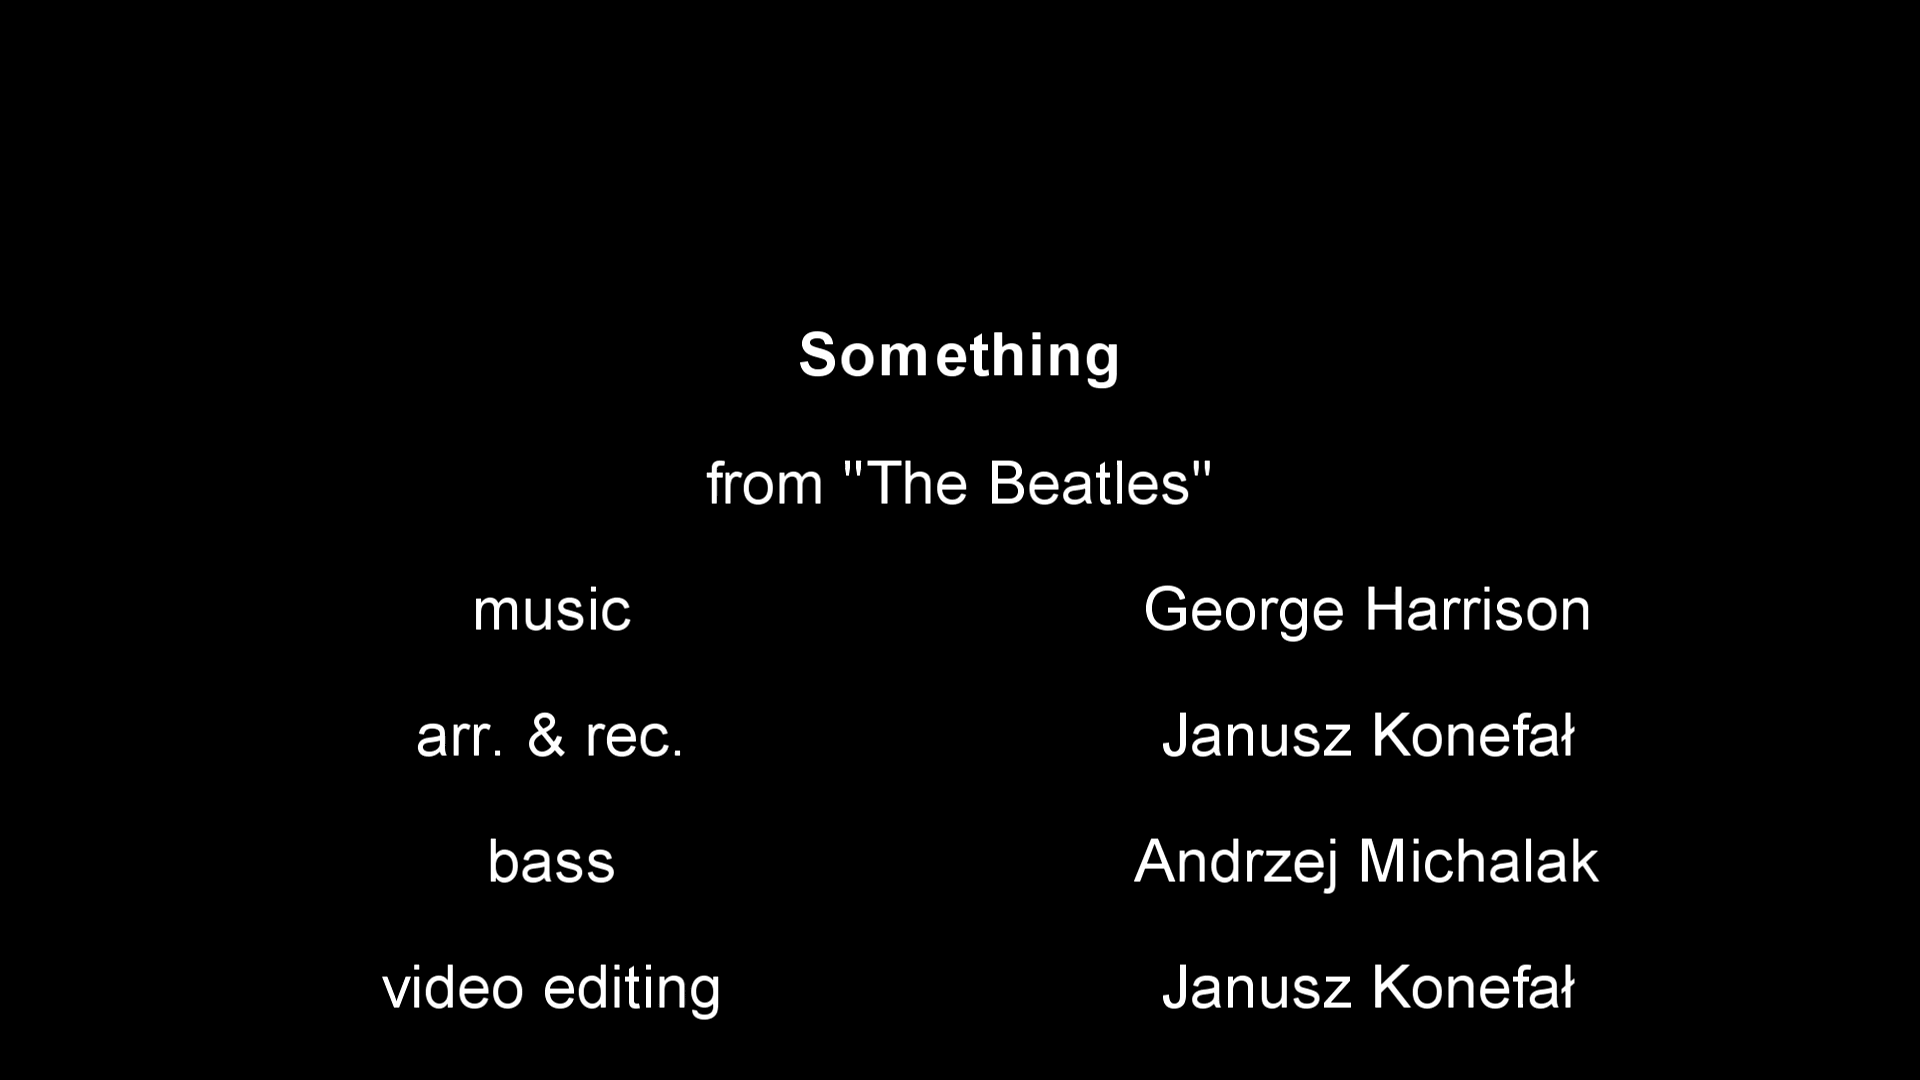 Something
from "The Beatles"
music George Harrison
arr. & rec. Janusz Konefał
bass Andrzej Michalak
video editing Janusz Konefał